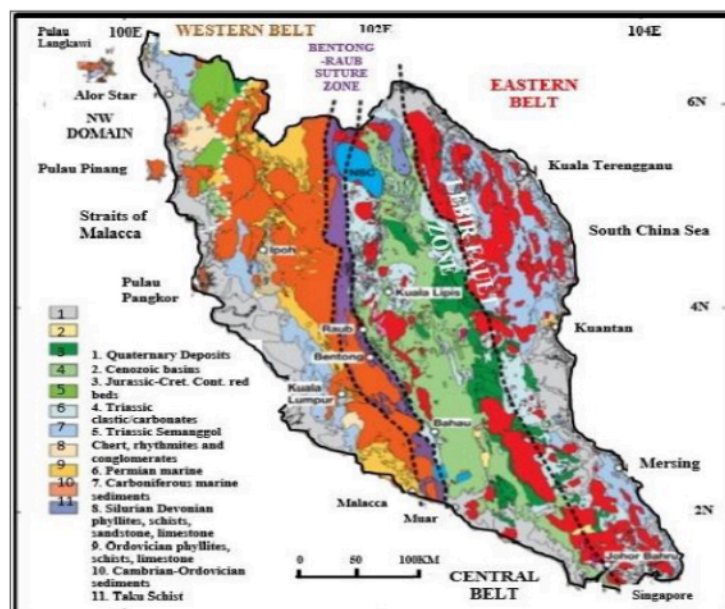 Pulau
Langkawi
100E
WESTERN BELT
102E
104E
BENTONG
-RAUB
SUTURE
ZONE
EASTERN
BELT
6N
Alor Star
NW
DOMAIN
NSC
Kuala Terengganu
Pulau Pinang
LEBIR FAULT
ZONE
South China Sea
Straits of
Malacca
Ipoh
Pulau
Pangkor
Kuala Lipis
4N
Kuantan
Raub
Bentong
Kuala
Lumpur
Bahau
Mersing
Malacca
Muar
2N
Johor Bahru
Singapore
CENTRAL
BELT
0 50 100KM
1
2
3
4
5
6
7
8
9
10
11
1. Quaternary Deposits
2. Cenozoic basins
3. Jurassic-Cret. Cont. red
beds
4. Triassic
clastic/carbonates
5. Triassic Semanggol
Chert, rhythmites and
conglomerates
6. Permian marine
7. Carboniferous marine
sediments
8. Silurian Devonian
phyllites, schists,
sandstone, limestone
9. Ordovician phyllites,
schists, limestone
10. Cambrian-Ordovician
sediments
11. Taku Schist